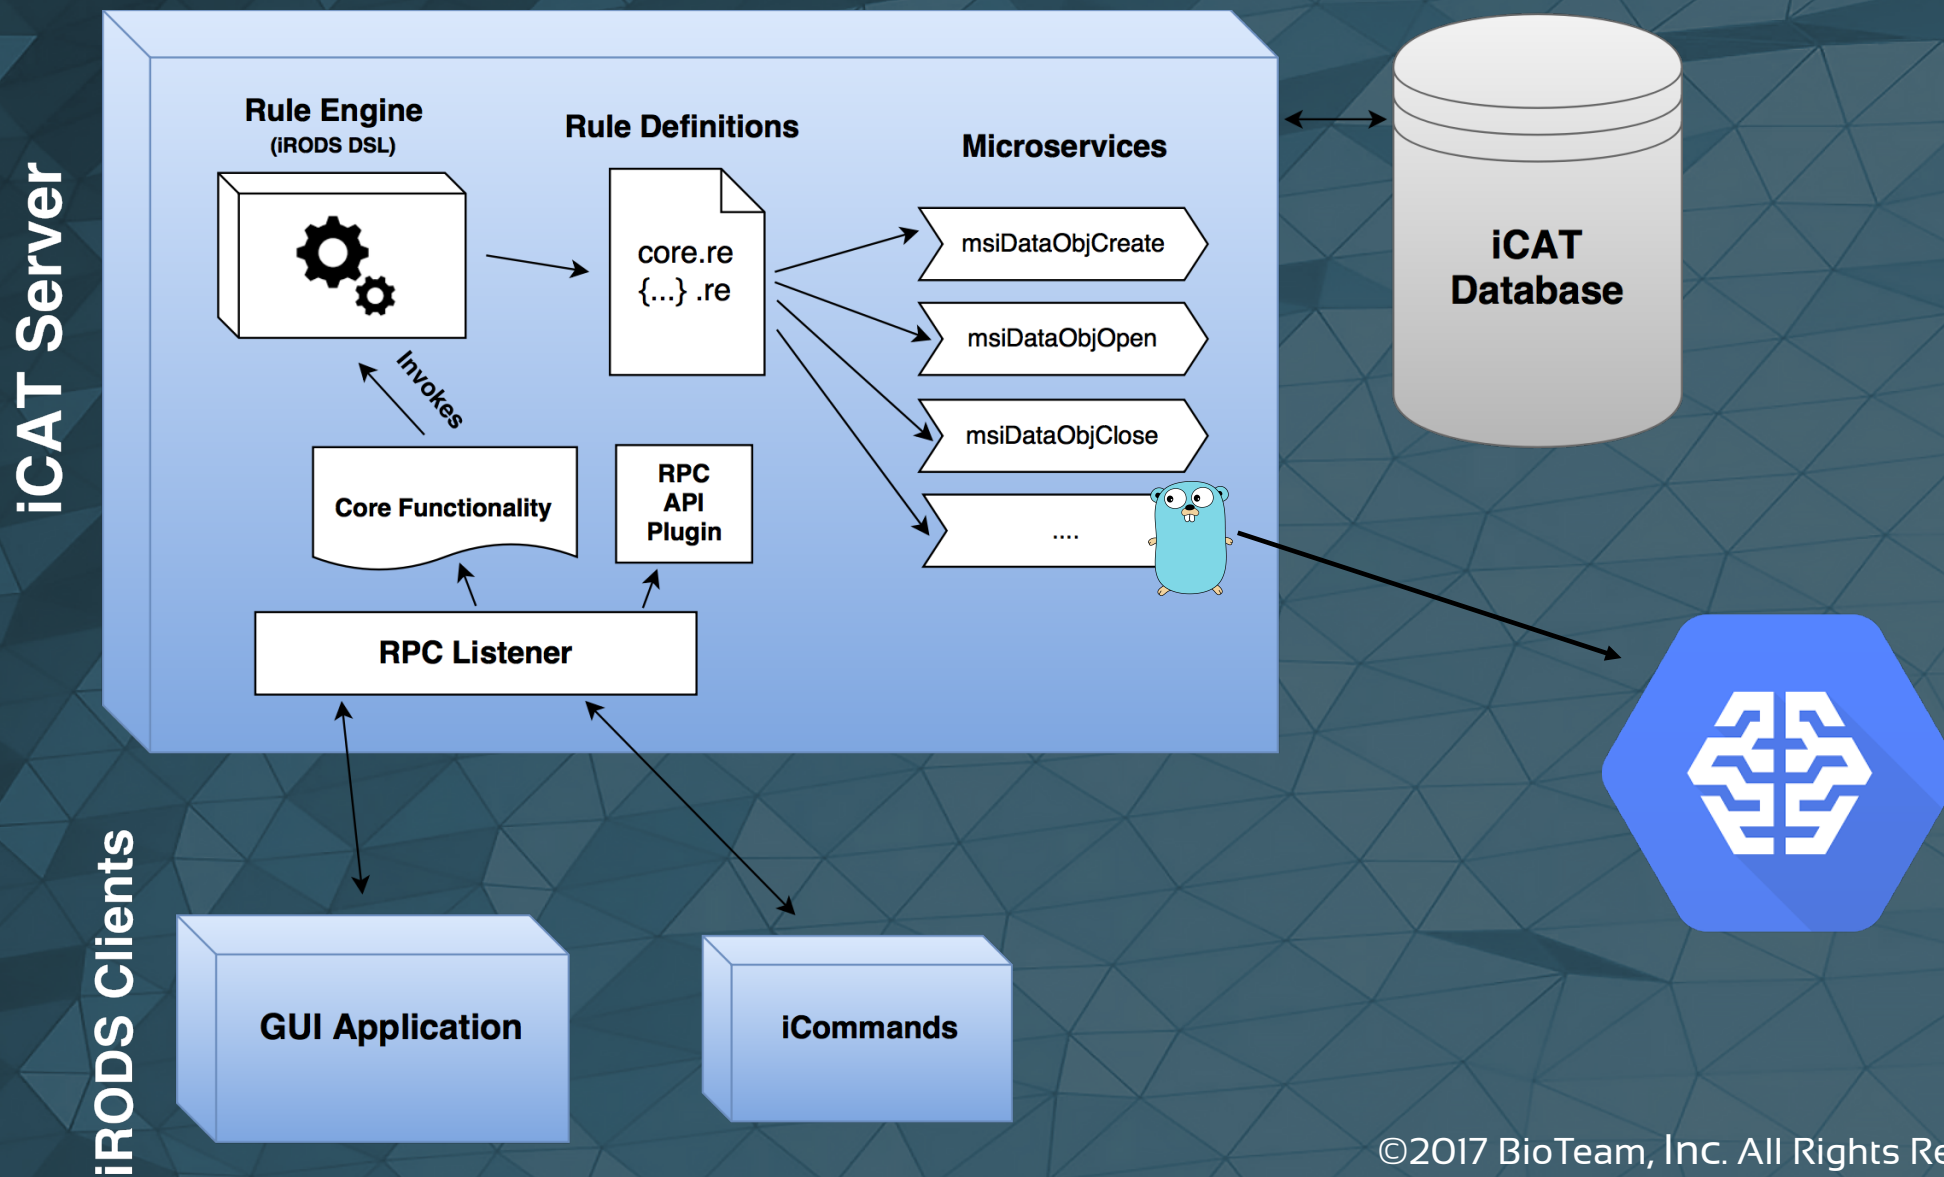 iCAT Server
Rule Engine
(iRODS DSL)
Rule Definitions
Microservices
core.re
{...} .re
msiDataObjCreate
msiDataObjOpen
msiDataObjClose
....
Invokes
Core Functionality
RPC
API
Plugin
RPC Listener
iCAT
Database
iRODS Clients
GUI Application
iCommands
©2017 BioTeam, Inc. All Rights Re